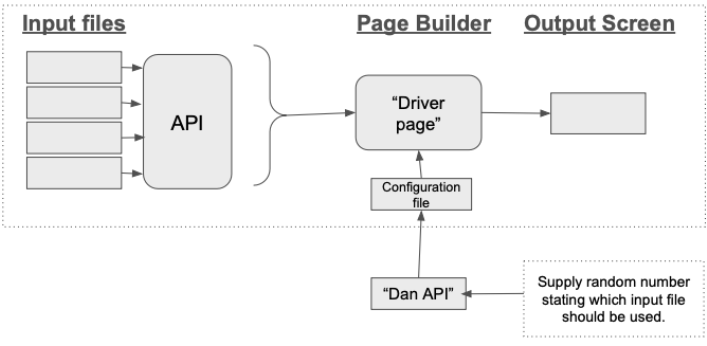 Input files
Page Builder
Output Screen
API
“Driver
page”
Configuration
file
“Dan API”
Supply random number
stating which input file
should be used.